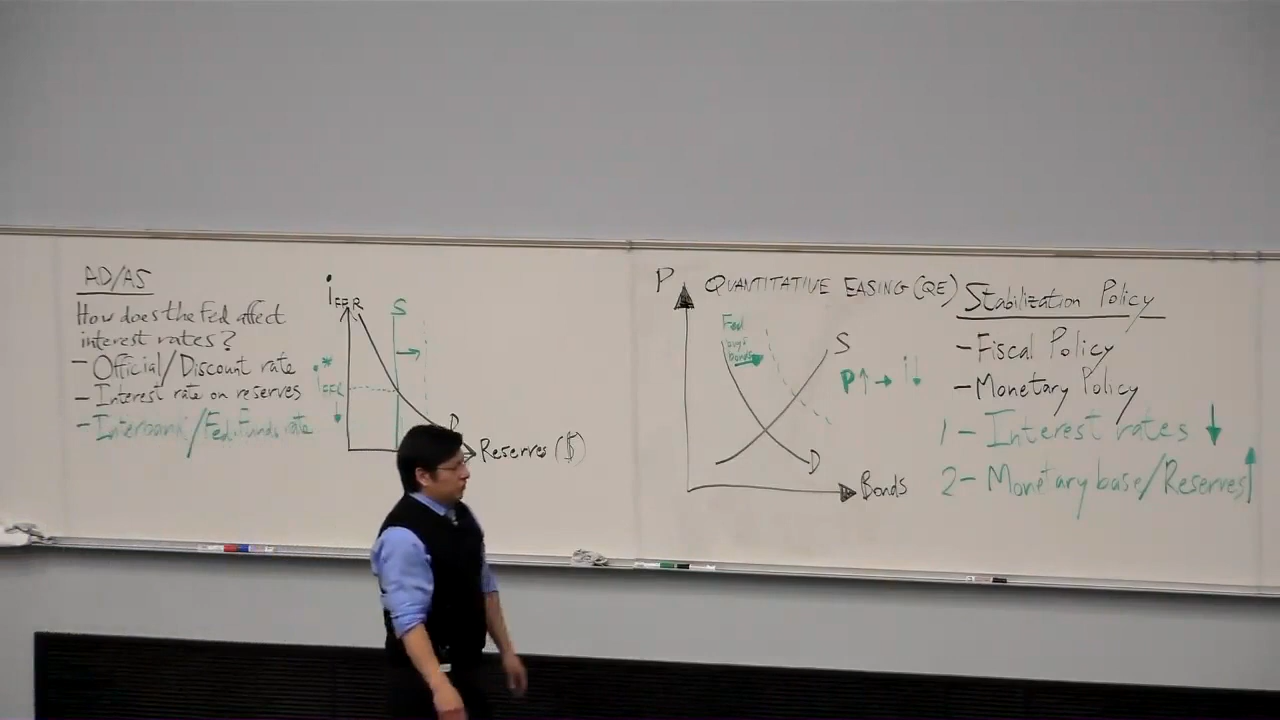 AD/AS
How does the Fed affect
interest rates?
- Official/Discount rate
- Interest rate on reserves
- Interbank/Fed. Funds rate
iFFR
S
i*FFR ↓
D
Reserves ($)
P
QUANTITATIVE EASING (QE)
Fed
buys
bonds
S
P↑ → i↓
D
Bonds
Stabilization Policy
- Fiscal Policy
- Monetary Policy
1 - Interest rates ↓
2 - Monetary base/Reserves ↑